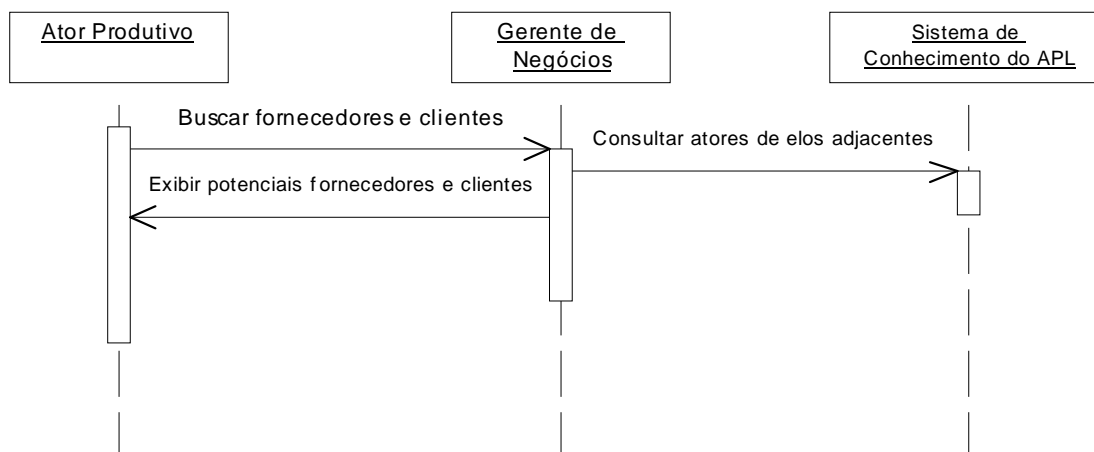 Ator Produtivo
Gerente de
Negócios
Sistema de
Conhecimento do APL
Buscar fornecedores e clientes
Consultar atores de elos adjacentes
Exibir potenciais fornecedores e clientes